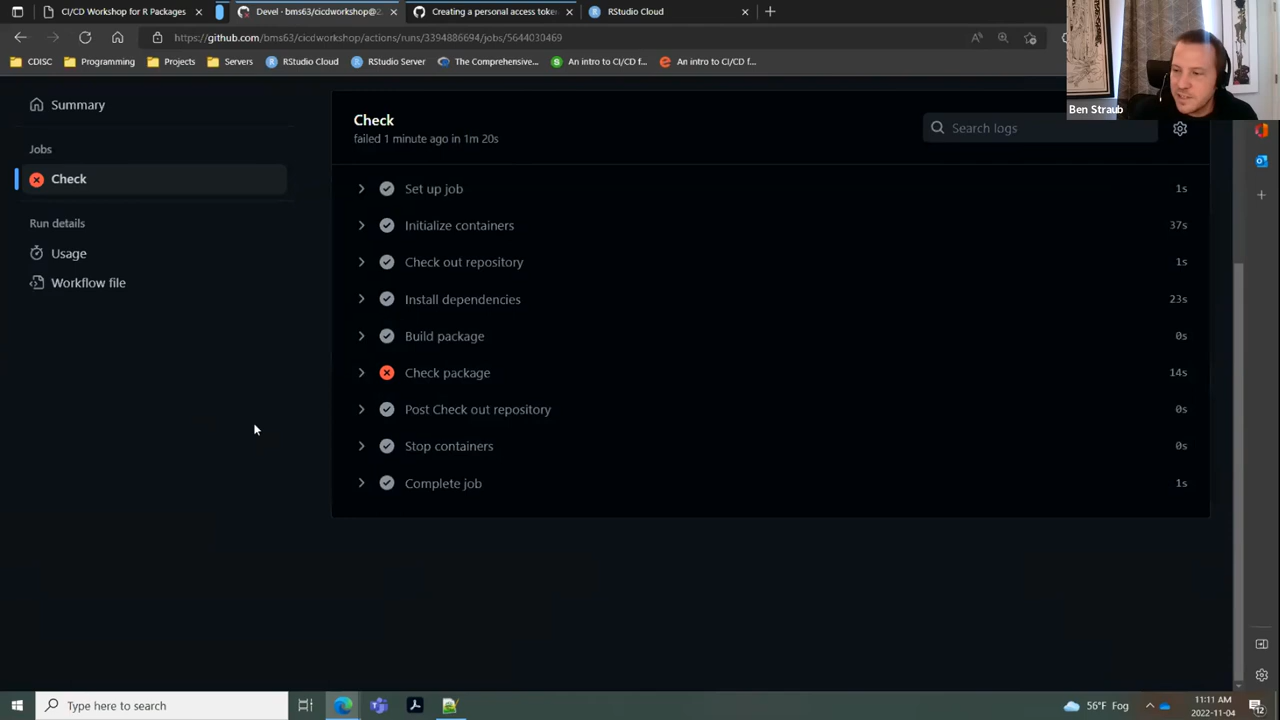 CI/CD Workshop for R Packages
Devel · bms63/cicdworkshop@2
Creating a personal access toke
RStudio Cloud
https://github.com/bms63/cicdworkshop/actions/runs/3394886694/jobs/5644030469
CDISC
Programming
Projects
Servers
RStudio Cloud
RStudio Server
The Comprehensive...
An intro to CI/CD f...
An intro to CI/CD f...
Ben Straub
Summary
Jobs
Check
Run details
Usage
Workflow file
Check
failed 1 minute ago in 1m 20s
Search logs
Set up job 1s
Initialize containers 37s
Check out repository 1s
Install dependencies 23s
Build package 0s
Check package 14s
Post Check out repository 0s
Stop containers 0s
Complete job 1s
Type here to search
56°F Fog
11:11 AM
2022-11-04
12